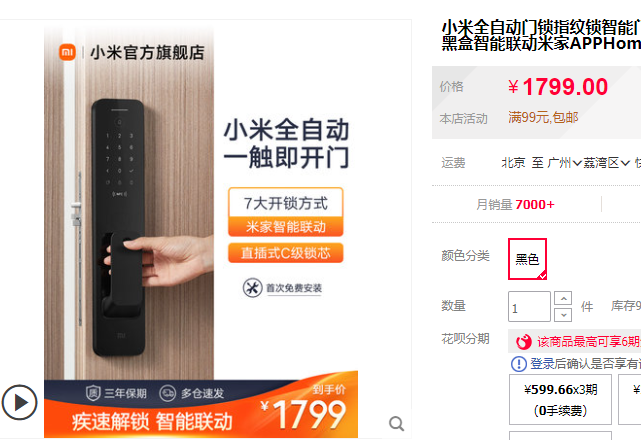 小米官方旗舰店
小米全自动
一触即开门
7大开锁方式
米家智能联动
直插式C级锁芯
首次免费安装
三年保期 多仓速发
疾速解锁 智能联动
到手价
¥1799
小米全自动门锁指纹锁智能门
黑盒智能联动米家APPHom
价格
¥1799.00
本店活动
满99元,包邮
运费
北京 至 广州 荔湾区
月销量 7000+
颜色分类
黑色
数量
1
件
库存9
花呗分期
该商品最高可享6期
登录后确认是否享有
¥599.66x3期
(0手续费)